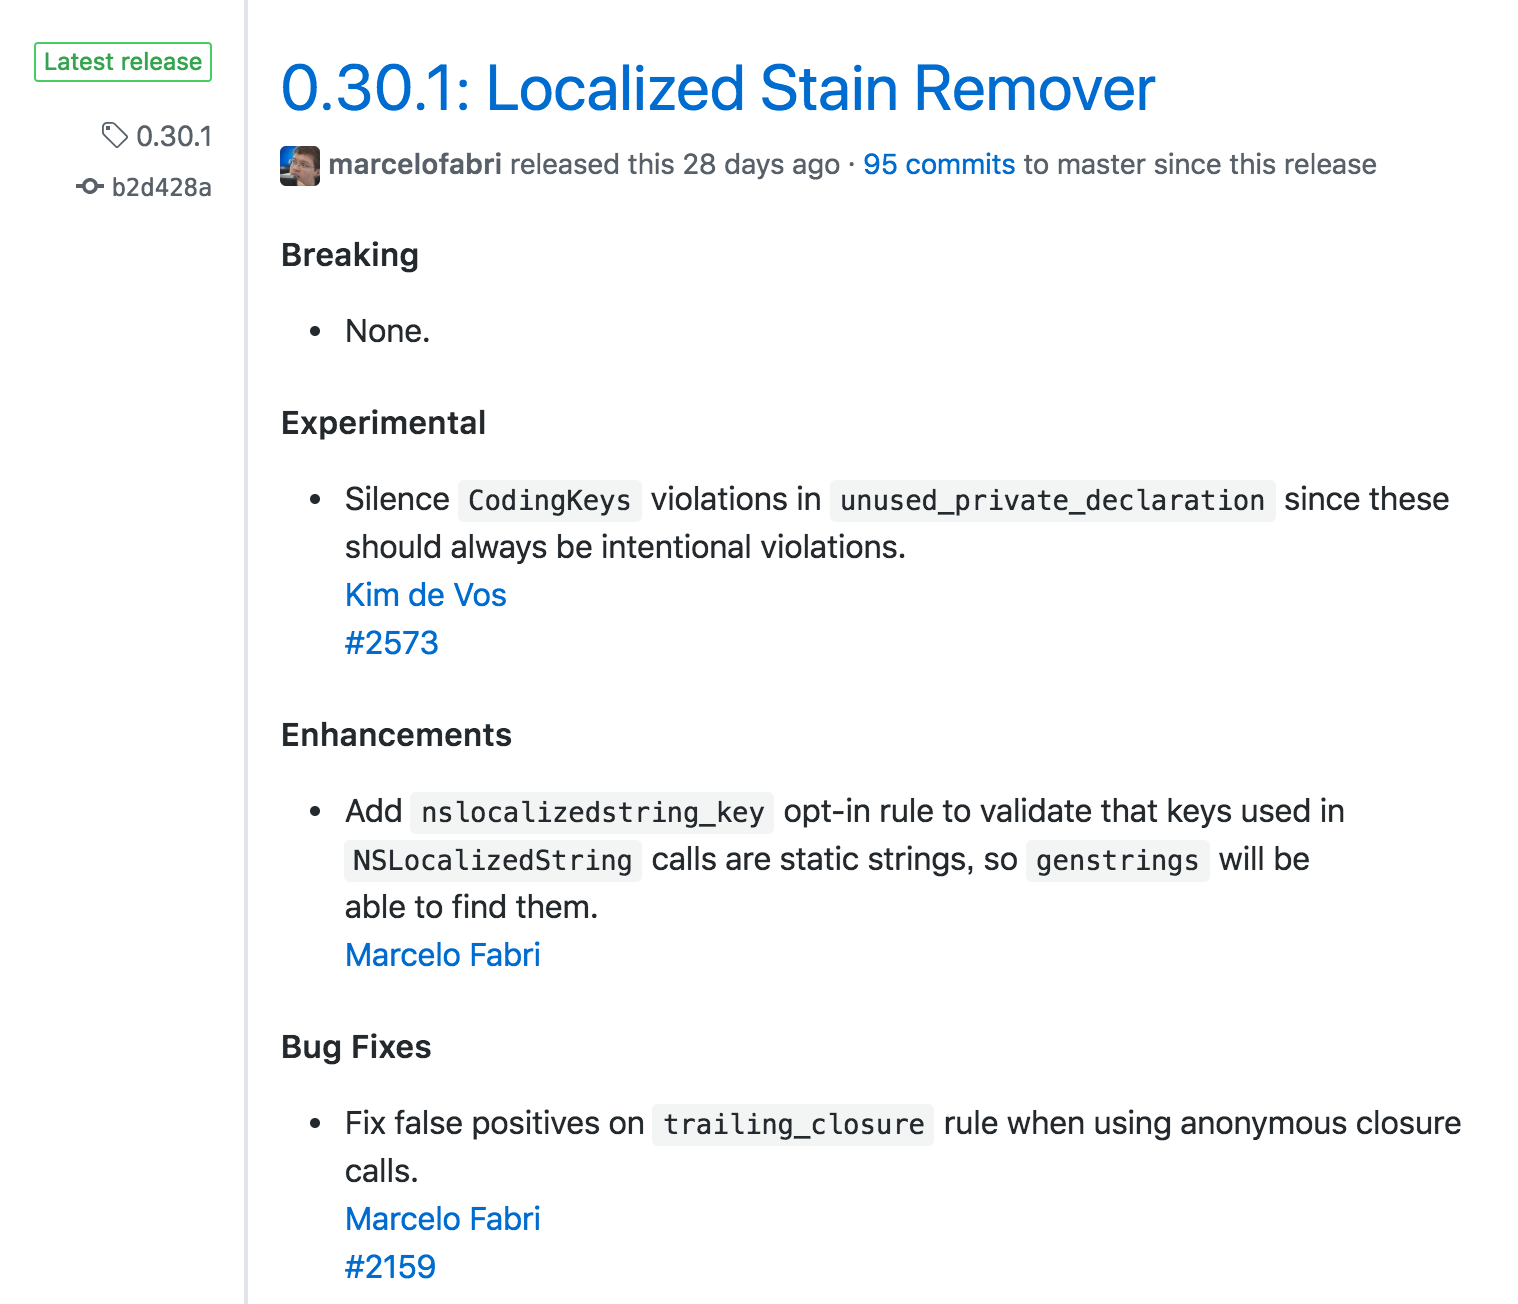 Latest release
0.30.1
b2d428a
0.30.1: Localized Stain Remover
marcelofabri released this 28 days ago · 95 commits to master since this release
Breaking
• None.
Experimental
• Silence CodingKeys violations in unused_private_declaration since these
should always be intentional violations.
Kim de Vos
#2573
Enhancements
• Add nslocalizedstring_key opt-in rule to validate that keys used in
NSLocalizedString calls are static strings, so genstrings will be
able to find them.
Marcelo Fabri
Bug Fixes
• Fix false positives on trailing_closure rule when using anonymous closure
calls.
Marcelo Fabri
#2159